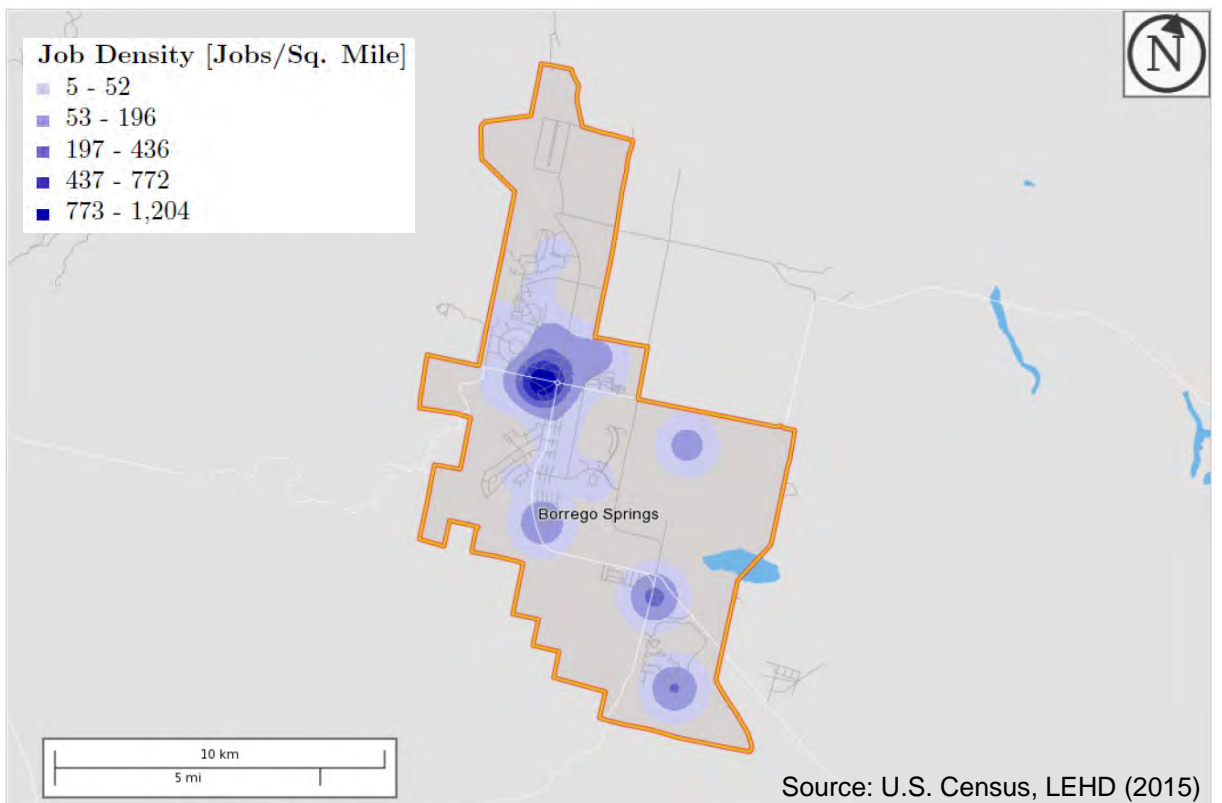 Job Density [Jobs/Sq. Mile]
5 - 52
53 - 196
197 - 436
437 - 772
773 - 1,204
N
Borrego Springs
10 km
5 mi
Source: U.S. Census, LEHD (2015)